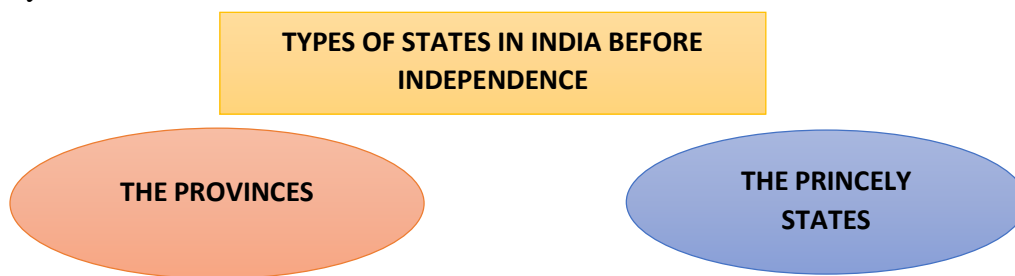 TYPES OF STATES IN INDIA BEFORE
INDEPENDENCE
THE PROVINCES
THE PRINCELY
STATES